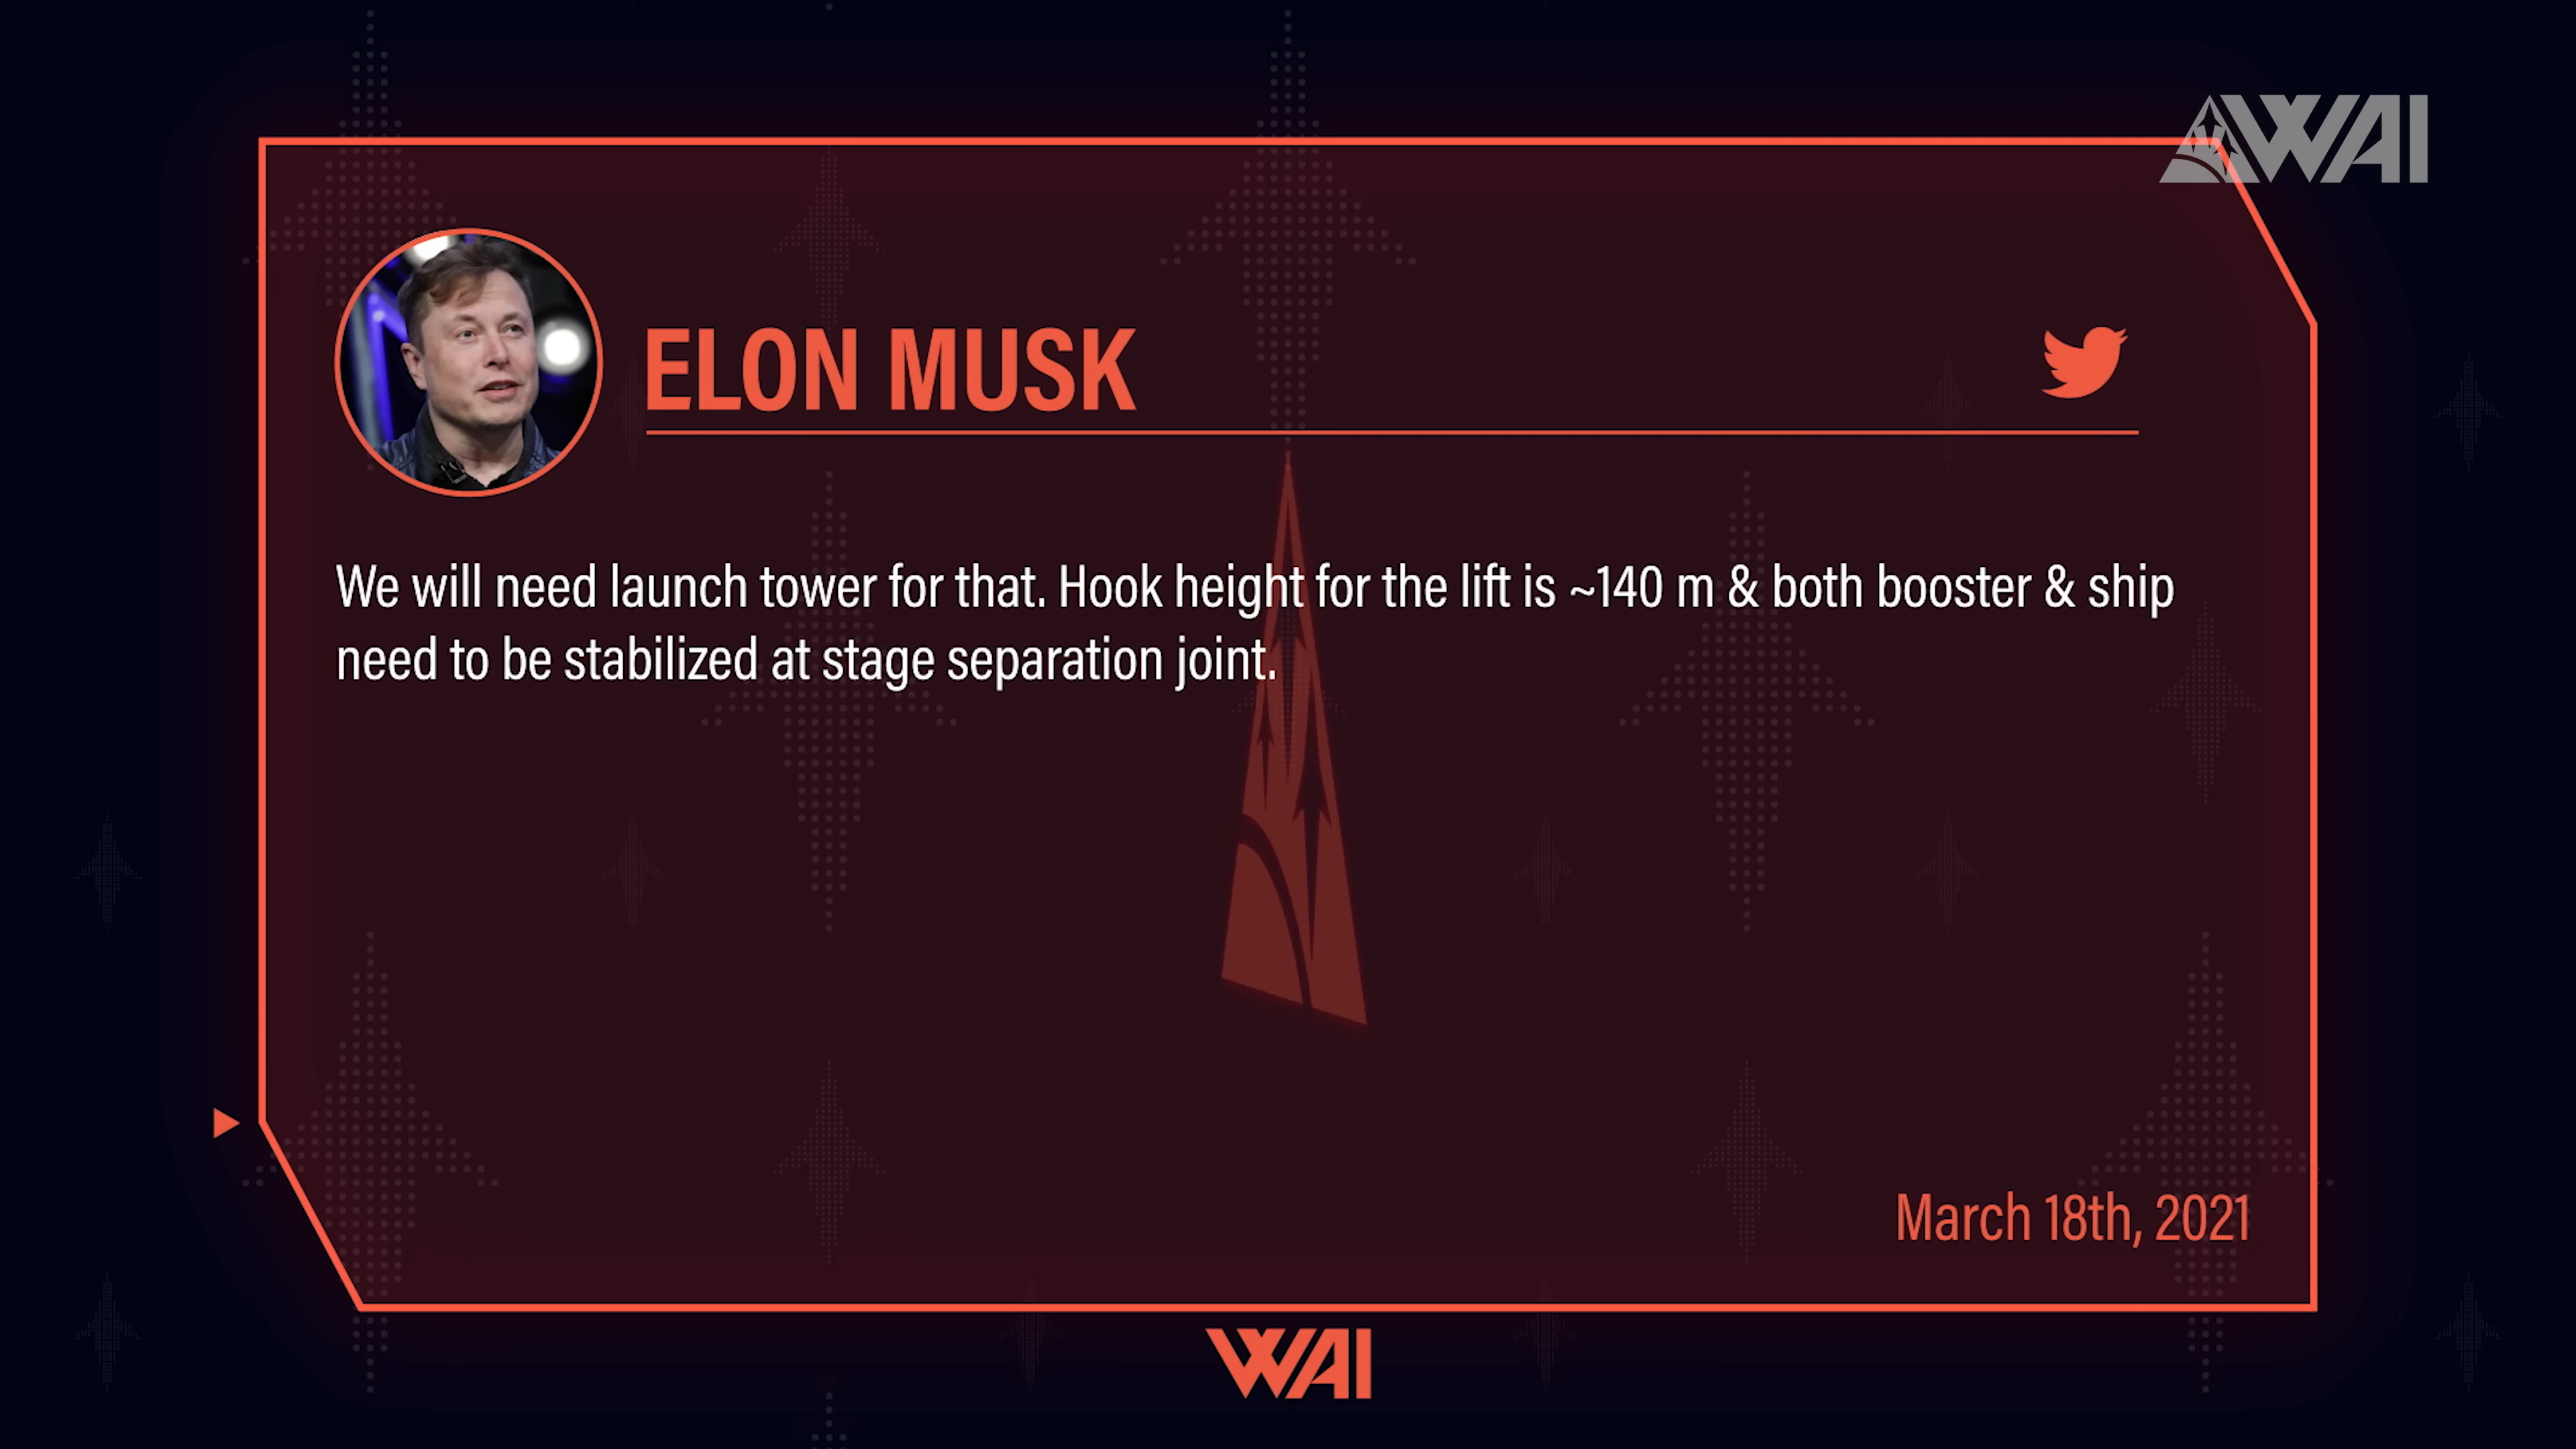 WAI
ELON MUSK
We will need launch tower for that. Hook height for the lift is ~140 m & both booster & ship
need to be stabilized at stage separation joint.
March 18th, 2021
WAI